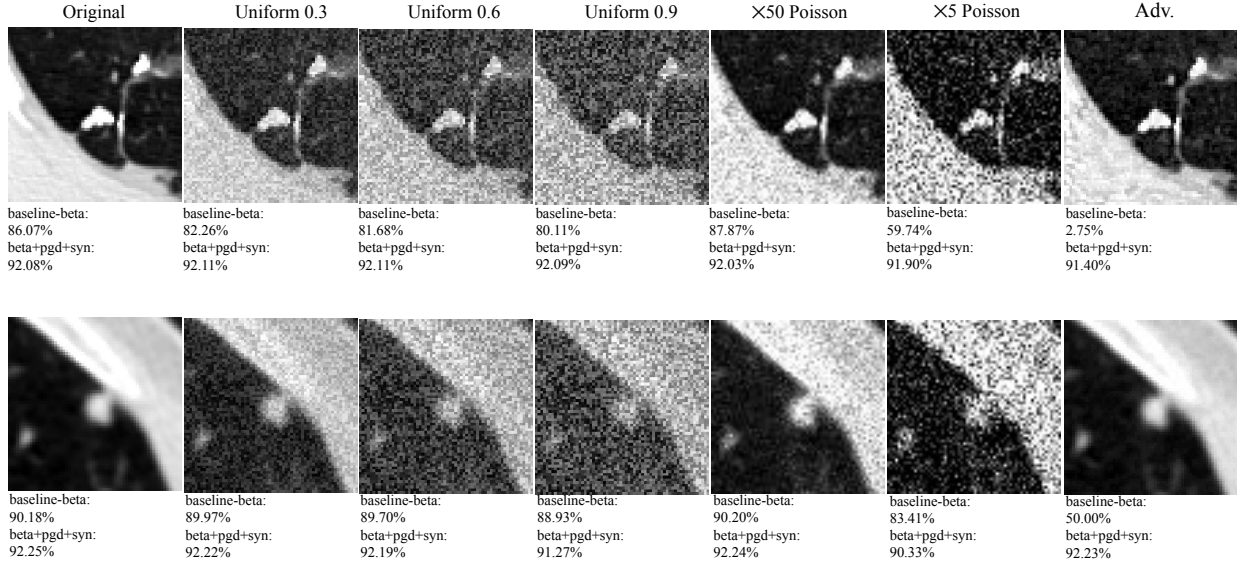 Original Uniform 0.3 Uniform 0.6 Uniform 0.9 ×50 Poisson ×5 Poisson Adv.
baseline-beta: baseline-beta: baseline-beta: baseline-beta: baseline-beta: baseline-beta: baseline-beta:
86.07% 82.26% 81.68% 80.11% 87.87% 59.74% 2.75%
beta+pgd+syn: beta+pgd+syn: beta+pgd+syn: beta+pgd+syn: beta+pgd+syn: beta+pgd+syn: beta+pgd+syn:
92.08% 92.11% 92.11% 92.09% 92.03% 91.90% 91.40%
baseline-beta: baseline-beta: baseline-beta: baseline-beta: baseline-beta: baseline-beta: baseline-beta:
90.18% 89.97% 89.70% 88.93% 90.20% 83.41% 50.00%
beta+pgd+syn: beta+pgd+syn: beta+pgd+syn: beta+pgd+syn: beta+pgd+syn: beta+pgd+syn: beta+pgd+syn:
92.25% 92.22% 92.19% 91.27% 92.24% 90.33% 92.23%